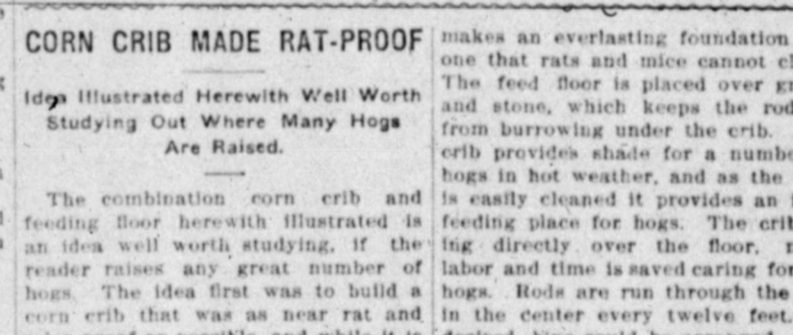 CORN CRIB MADE RAT-PROOF
Idea Illustrated Herewith Well Worth
Studying Out Where Many Hogs
Are Raised.
The combination corn crib and
feeding floor herewith illustrated is
an idea well worth studying, if the
reader raises any great number of
hogs. The idea first was to build a
corn crib that was as near rat and
makes an everlasting foundation
one that rats and mice cannot
The feed floor is placed over
and stone, which keeps the rod
from burrowing under the crib.
crib provides shade for a numb
hogs in hot weather, and as the
is easily cleaned it provides an
feeding place for hogs. The crib
ing directly over the floor,
labor and time is saved caring for
hogs. Rods are run through the
in the center every twelve feet.